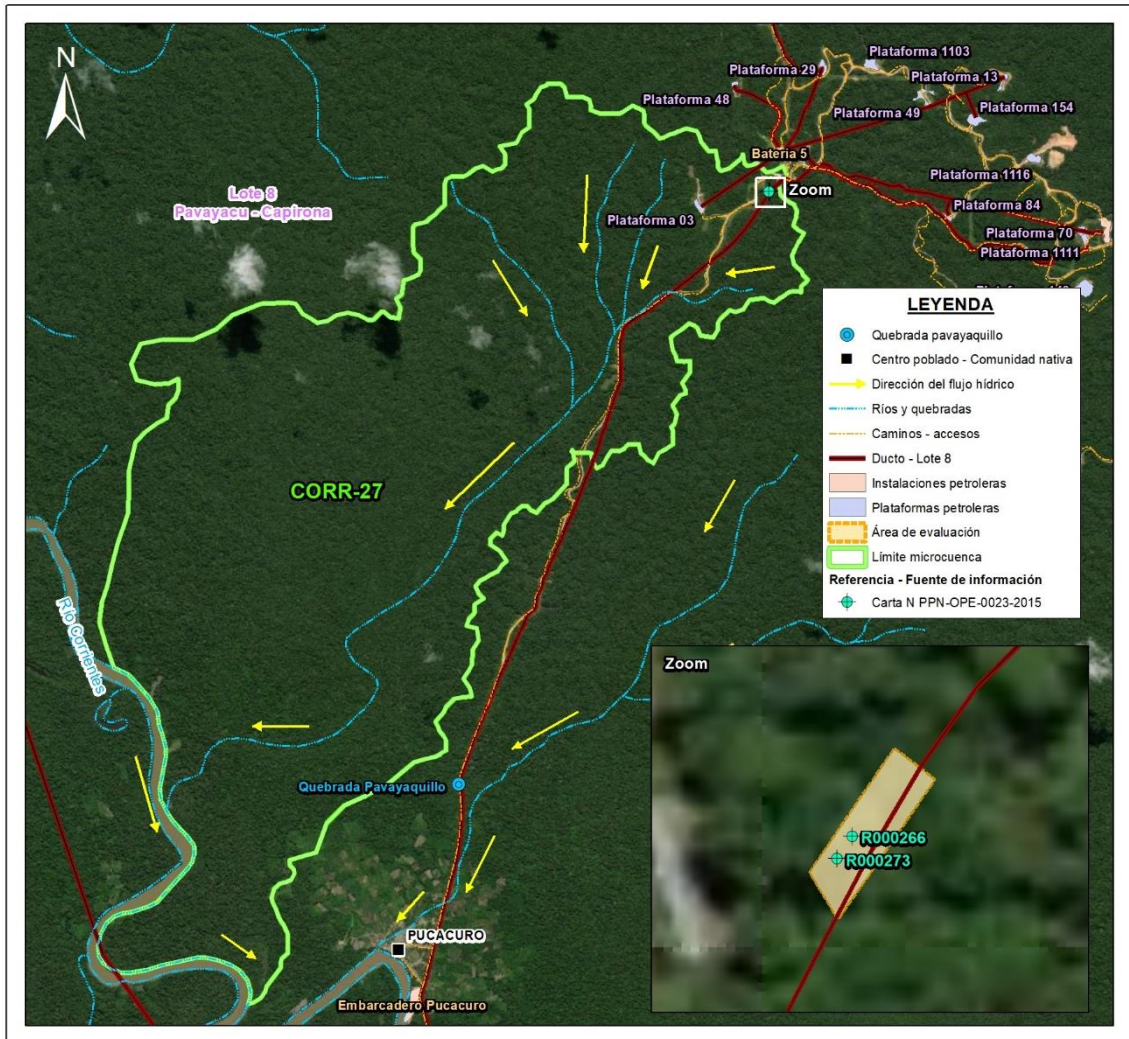 N
Plataforma 1103
Plataforma 29
Plataforma 13
Plataforma 48
Plataforma 49
Plataforma 154
Bateria 5
Lote 8
Pavayacu - Capirona
Zoom
Plataforma 1116
Plataforma 03
Plataforma 84
Plataforma 70
Plataforma 1111
LEYENDA
Quebrada pavayaquillo
Centro poblado - Comunidad nativa
Dirección del flujo hídrico
Ríos y quebradas
Caminos - accesos
Ducto - Lote 8
Instalaciones petroleras
Plataformas petroleras
Área de evaluación
Límite microcuenca
Referencia - Fuente de información
Carta N PPN-OPE-0023-2015
CORR-27
Río Corrientes
Zoom
R000266
R000273
Quebrada Pavayaquillo
PUCACURO
Embarcadero Pucacuro